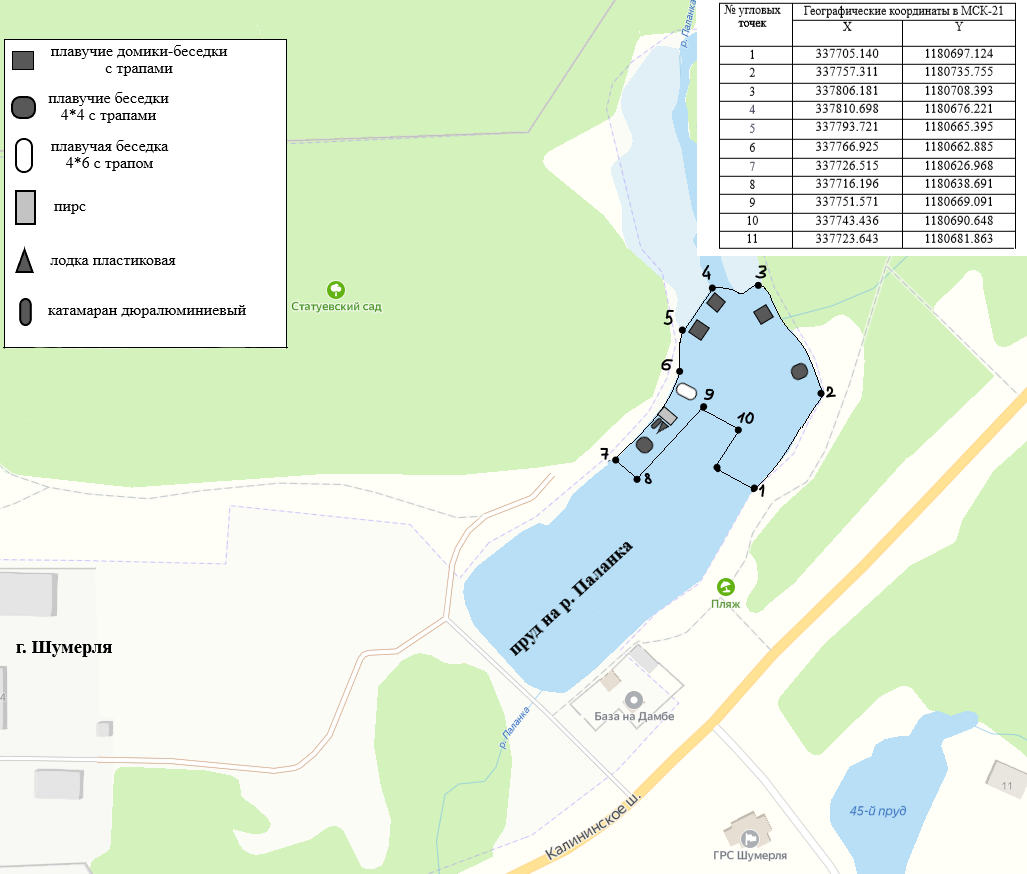 плавучие домики-беседки
с трапами
плавучие беседки
4*4 с трапами
плавучая беседка
4*6 с трапом
пирс
лодка пластиковая
катамаран дюралюминиевый
р. Паланка
№ угловых точек Географические координаты в МСК-21
X Y
1 337705.140 1180697.124
2 337757.311 1180735.755
3 337806.181 1180708.393
4 337810.698 1180676.221
5 337793.721 1180665.395
6 337766.925 1180662.885
7 337726.515 1180626.968
8 337716.196 1180638.691
9 337751.571 1180669.091
10 337743.436 1180690.648
11 337723.643 1180681.863
Статуевский сад
4
3
5
6
2
9
10
7
8
1
пруд на р. Паланка
Пляж
г. Шумерля
4
База на Дамбе
р. Паланка
Калининское ш.
45-й пруд
11
ГРС Шумерля